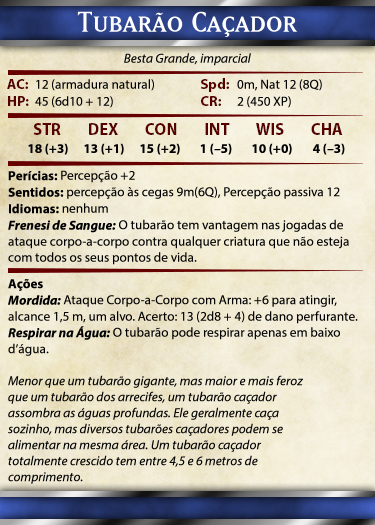 TUBARÃO CAÇADOR
Besta Grande, imparcial
AC: 12 (armadura natural) Spd: 0m, Nat 12 (8Q)
HP: 45 (6d10 + 12) CR: 2 (450 XP)
STR DEX CON INT WIS CHA
18 (+3) 13 (+1) 15 (+2) 1 (–5) 10 (+0) 4 (–3)
Perícias: Percepção +2
Sentidos: percepção às cegas 9m(6Q), Percepção passiva 12
Idiomas: nenhum
Frenesi de Sangue: O tubarão tem vantagem nas jogadas de
ataque corpo-a-corpo contra qualquer criatura que não esteja
com todos os seus pontos de vida.
Ações
Mordida: Ataque Corpo-a-Corpo com Arma: +6 para atingir,
alcance 1,5 m, um alvo. Acerto: 13 (2d8 + 4) de dano perfurante.
Respirar na Água: O tubarão pode respirar apenas em baixo
d’água.
Menor que um tubarão gigante, mas maior e mais feroz
que um tubarão dos arrecifes, um tubarão caçador
assombra as águas profundas. Ele geralmente caça
sozinho, mas diversos tubarões caçadores podem se
alimentar na mesma área. Um tubarão caçador
totalmente crescido tem entre 4,5 e 6 metros de
comprimento.